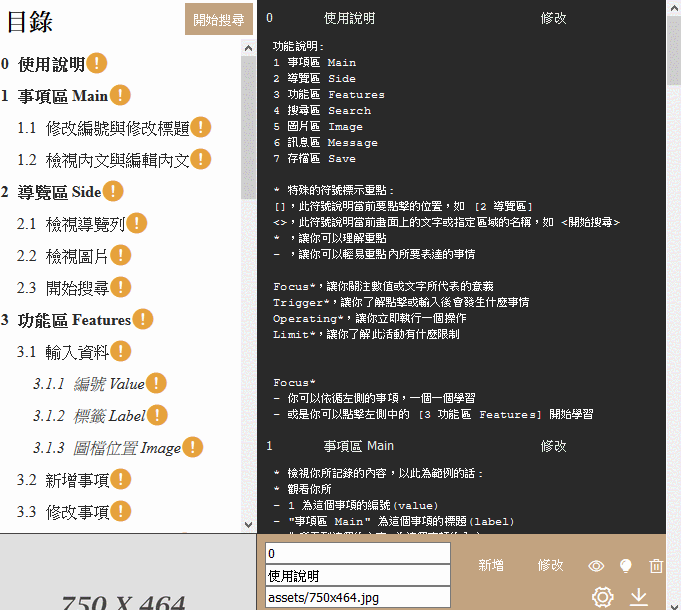 目錄
開始搜尋
0 使用說明
1 事項區 Main
1.1 修改編號與修改標題
1.2 檢視內文與編輯內文
2 導覽區 Side
2.1 檢視導覽列
2.2 檢視圖片
2.3 開始搜尋
3 功能區 Features
3.1 輸入資料
3.1.1 編號 Value
3.1.2 標籤 Label
3.1.3 圖檔位置 Image
3.2 新增事項
3.3 修改事項
750 X 464
0 使用說明 修改
功能說明:
1 事項區 Main
2 導覽區 Side
3 功能區 Features
4 搜尋區 Search
5 圖片區 Image
6 訊息區 Message
7 存檔區 Save
* 特殊的符號標示重點:
[],此符號說明當前要點擊的位置,如 [2 導覽區]
<>,此符號說明當前畫面上的文字或指定區域的名稱,如 <開始搜尋>
* ,讓你可以理解重點
- ,讓你可以輕易重點內所要表達的事情
Focus*,讓你關注數值或文字所代表的意義
Trigger*,讓你了解點擊或輸入後會發生什麼事情
Operating*,讓你立即執行一個操作
Limit*,讓你了解此活動有什麼限制
Focus*
- 你可以依循左側的事項,一個一個學習
- 或是你可以點擊左側中的 [3 功能區 Features] 開始學習
1 事項區 Main 修改
* 檢視你所記錄的內容,以此為範例的話:
* 觀看你所
- 1 為這個事項的編號(value)
- "事項區 Main" 為這個事項的標題(label)
0
使用說明
assets/750x464.jpg
新增 修改